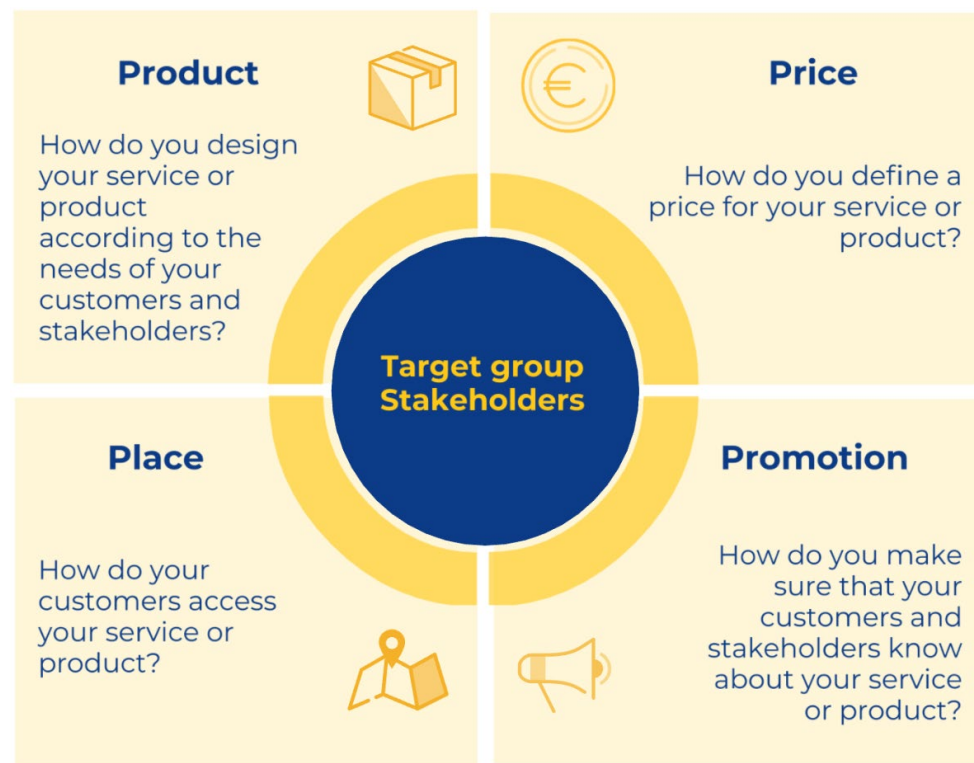 Product
How do you design
your service or
product
according to the
needs of your
customers and
stakeholders?
€
Price
How do you define a
price for your service or
product?
Target group
Stakeholders
Place
How do your
customers access
your service or
product?
Promotion
How do you make
sure that your
customers and
stakeholders know
about your service
or product?